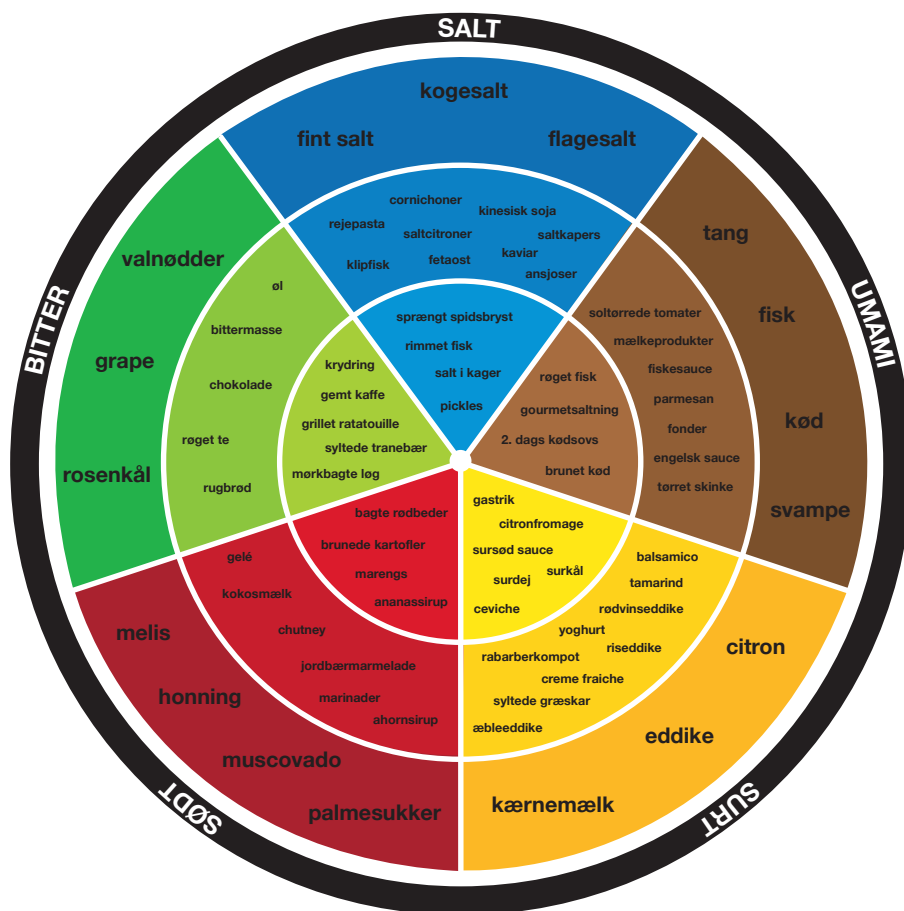 SALT
kogesalt
fint salt
flagesalt
cornichoner
kinesisk soja
rejepasta
saltcitroner
saltkapers
klipfisk
fetaost
kaviar
ansjoser
sprængt spidsbryst
rimmet fisk
salt i kager
pickles
UMAMI
tang
fisk
kød
svampe
soltørrede tomater
mælkeprodukter
fiskesauce
parmesan
fonder
engelsk sauce
tørret skinke
røget fisk
gourmetsaltning
2. dags kødsovs
brunet kød
SURT
citron
eddike
kærnemælk
balsamico
tamarind
rødvinseddike
yoghurt
riseddike
rabarberkompot
creme fraiche
syltede græskar
æbleeddike
gastrik
citronfromage
sursød sauce
surkål
surdej
ceviche
SØDT
melis
honning
muscovado
palmesukker
gelé
kokosmælk
chutney
jordbærmarmelade
marinader
ahornsirup
bagte rødbeder
brunede kartofler
marengs
ananassirup
BITTER
valnødder
grape
rosenkål
øl
bittermasse
chokolade
røget te
rugbrød
krydring
gemt kaffe
grillet ratatouille
syltede tranebær
mørkbagte løg